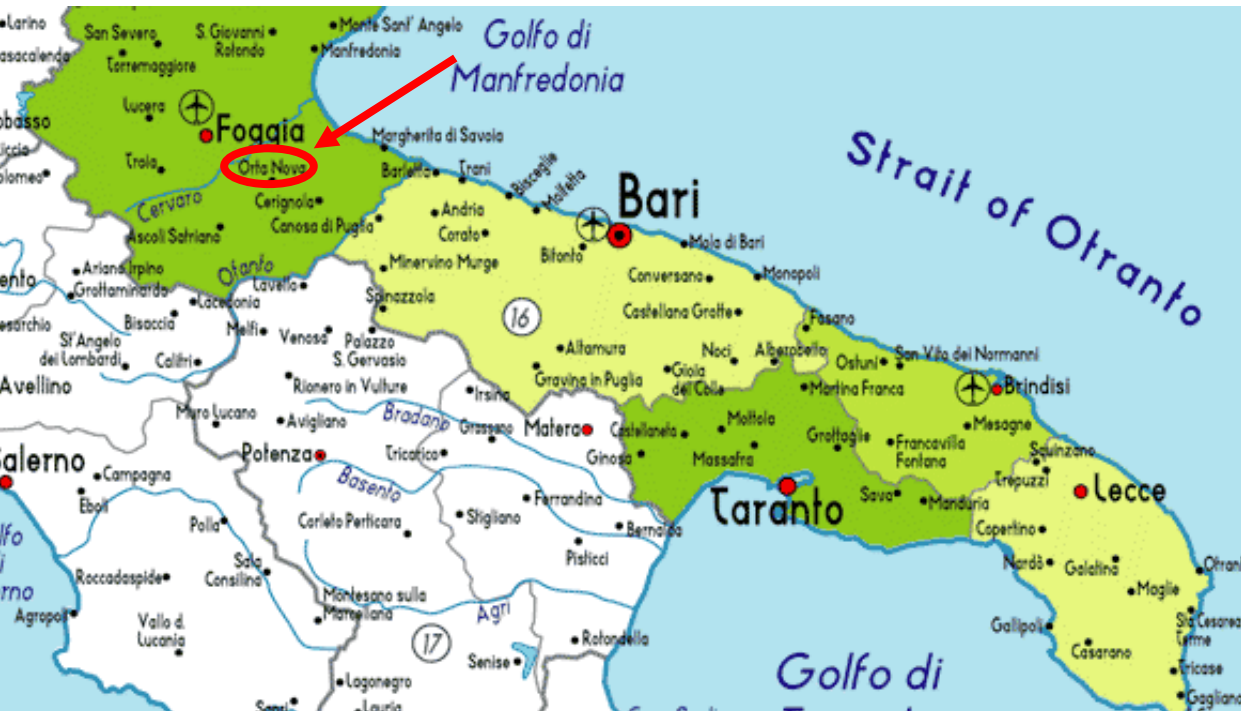 Larino
San Severo
S. Giovanni
Rotondo
Monte Sant' Angelo
Manfredonia
Golfo di
Manfredonia
Torremaggiore
Lucera
Foggia
Margherita di Savoia
Troia
Orta Nova
Barletta
Trani
Bisceglie
Molfetta
Strait of Otranto
Cervaro
Cerignola
Andria
Bari
Ascoli Satriano
Canosa di Puglia
Corato
Bitonto
Mola di Bari
Ariano Irpino
Ofanto
Minervino Murge
Conversano
Monopoli
Grottaminarda
Lacedonia
Lavello
Spinazzola
Castellana Grotte
Fasano
Bisaccia
16
St'Angelo
dei Lombardi
Melfi
Venosa
Palazzo
S. Gervasio
Altamura
Noci
Alberobello
Ostuni
San Vito dei Normanni
Calitri
Avellino
Rionero in Vulture
Irsina
Gravina in Puglia
Gioia
del Colle
Martina Franca
Brindisi
Muro Lucano
Avigliano
Bradano
Grassano
Matera
Castellaneta
Mottola
Grottaglie
Mesagne
Francavilla
Fontana
Squinzano
Trepuzzi
Salerno
Campagna
Potenza
Tricarico
Ginosa
Massafra
Lecce
Eboli
Basento
Ferrandina
Taranto
Sava
Manduria
Polla
Corleto Perticara
Stigliano
Bernalda
Copertino
Pisticci
Sala
Consilina
Nardò
Galatina
Roccadaspide
Montesano sulla
Marcellana
Maglie
Agropoli
Vallo d.
Lucania
Agri
17
Rotondella
Gallipoli
Sta Cesarea
Terme
Senise
Golfo di
Casarano
Tricase
Lagonegro
Gagliano
Lauria
Sapri